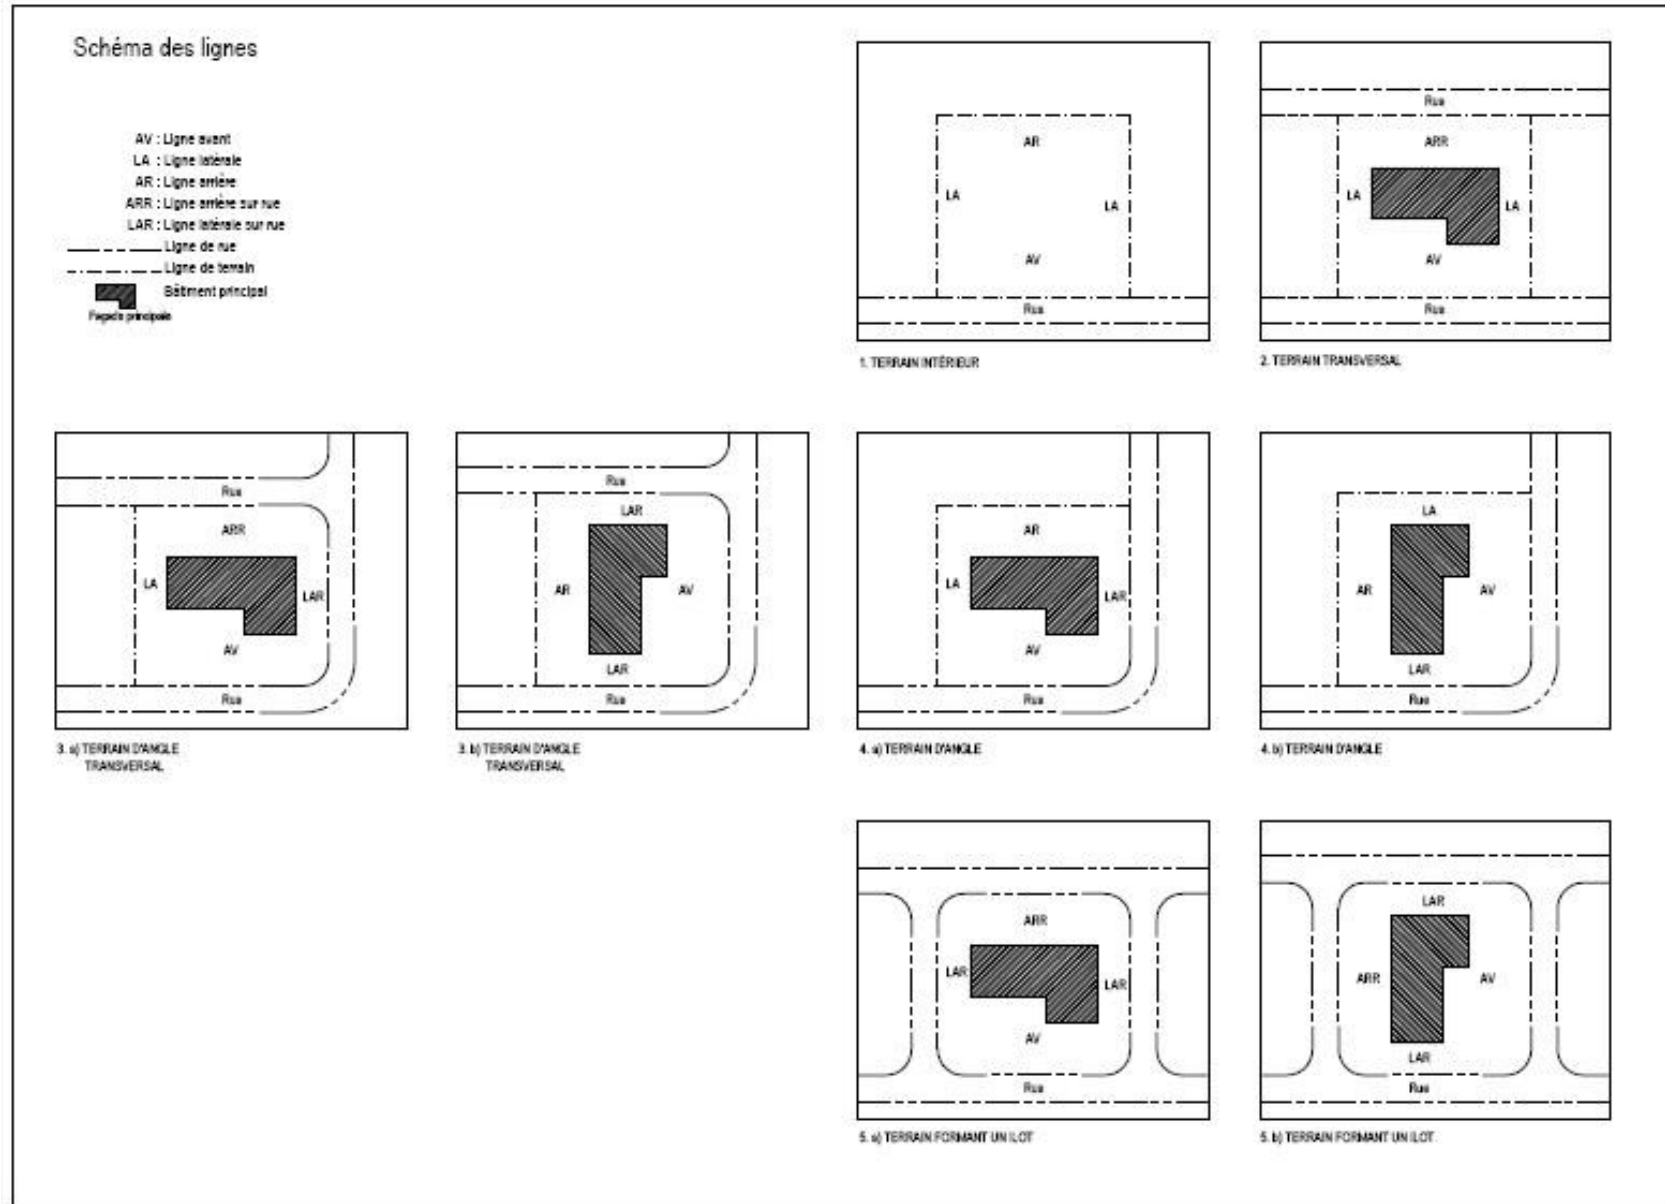 Schéma des lignes
AV : Ligne avant
LA : Ligne latérale
AR : Ligne arrière
ARR : Ligne arrière sur rue
LAR : Ligne latérale sur rue
Ligne de rue
Ligne de terrain
Bâtiment principal
Façade principale
AR
LA
LA
AV
Rue
1. TERRAIN INTÉRIEUR
Rue
ARR
LA
LA
AV
Rue
2. TERRAIN TRANSVERSAL
Rue
ARR
LA
LAR
AV
Rue
3. a) TERRAIN D'ANGLE
TRANSVERSAL
Rue
LAR
AR
AV
LAR
Rue
3. b) TERRAIN D'ANGLE
TRANSVERSAL
AR
LA
LAR
AV
Rue
4. a) TERRAIN D'ANGLE
LA
AR
AV
LAR
Rue
4. b) TERRAIN D'ANGLE
ARR
LAR
LAR
AV
Rue
5. a) TERRAIN FORMANT UN ILOT
LAR
ARR
AV
LAR
Rue
5. b) TERRAIN FORMANT UN ILOT